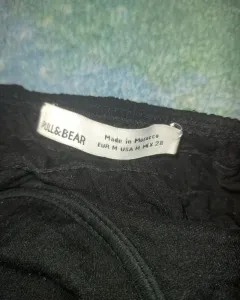 PULL&BEAR
Made in Morocco
EUR M USA M MEX 28